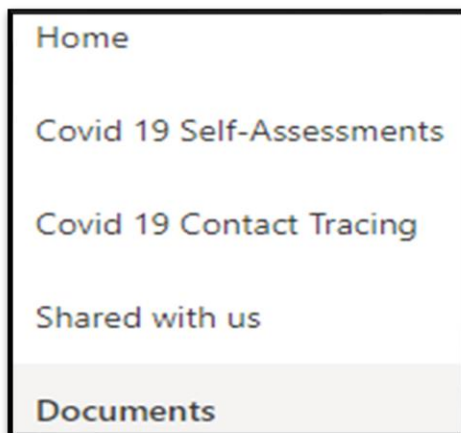 Home
Covid 19 Self-Assessments
Covid 19 Contact Tracing
Shared with us
Documents